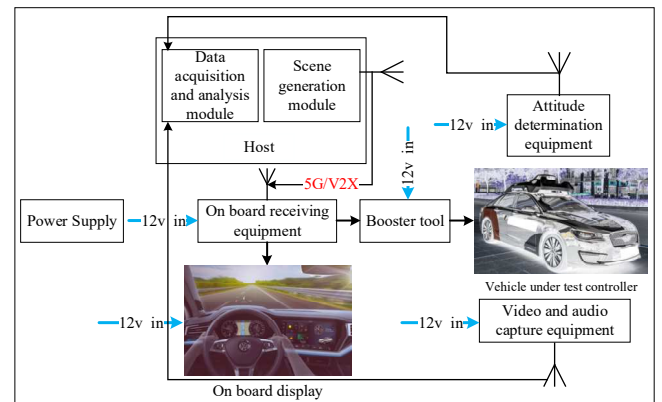 Data
acquisition
and analysis
module
Scene
generation
module
Host
5G/V2X
12v in
Attitude
determination
equipment
12v in
Power Supply
12v in
On board receiving
equipment
Booster tool
Vehicle under test controller
12v in
12v in
Video and audio
capture equipment
On board display